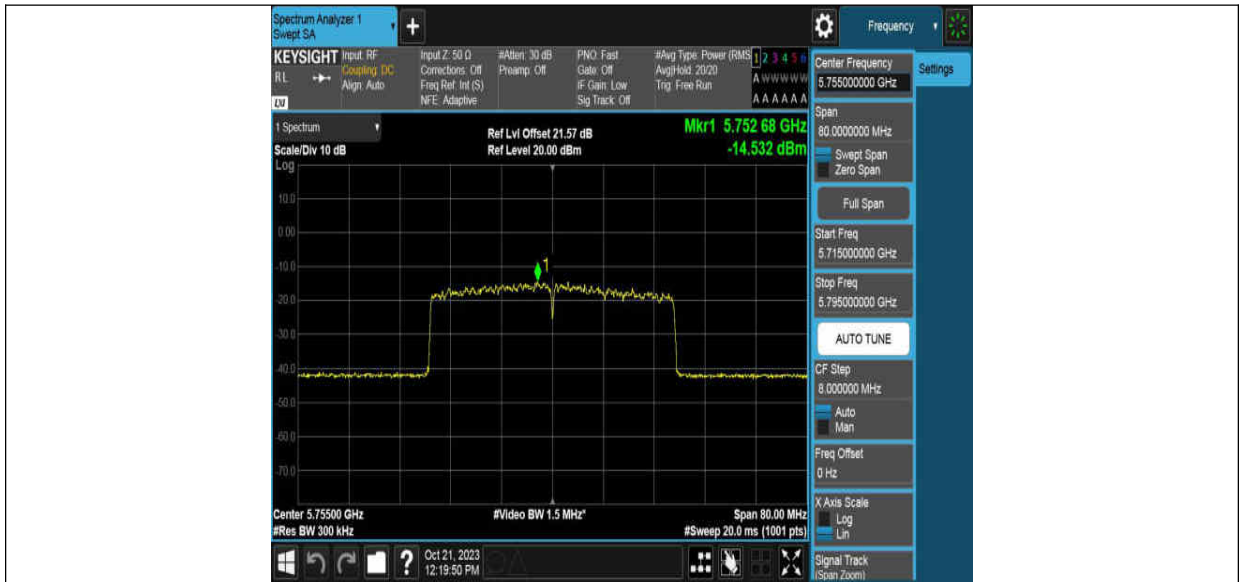 Spectrum Analyzer 1
Swept SA
+
Frequency
KEYSIGHT
RL
LXI
Input: RF
Coupling: DC
Align: Auto
Input Z: 50 Ω
Corrections: Off
Freq Ref: Int (S)
NFE: Adaptive
#Atten: 30 dB
Preamp: Off
PNO: Fast
Gate: Off
IF Gain: Low
Sig Track: Off
#Avg Type: Power (RMS
Avg|Hold: 20/20
Trig: Free Run
1 2 3 4 5 6
A W W W W W
A A A A A A
1 Spectrum
Scale/Div 10 dB
Log
Ref Lvl Offset 21.57 dB
Ref Level 20.00 dBm
Mkr1 5.752 68 GHz
-14.532 dBm
10.0
0.00
-10.0
-20.0
-30.0
-40.0
-50.0
-60.0
-70.0
1
Center 5.75500 GHz
#Res BW 300 kHz
#Video BW 1.5 MHz*
Span 80.00 MHz
#Sweep 20.0 ms (1001 pts)
?
Oct 21, 2023
12:19:50 PM
Center Frequency
5.755000000 GHz
Settings
Span
80.0000000 MHz
Swept Span
Zero Span
Full Span
Start Freq
5.715000000 GHz
Stop Freq
5.795000000 GHz
AUTO TUNE
CF Step
8.000000 MHz
Auto
Man
Freq Offset
0 Hz
X Axis Scale
Log
Lin
Signal Track
(Span Zoom)